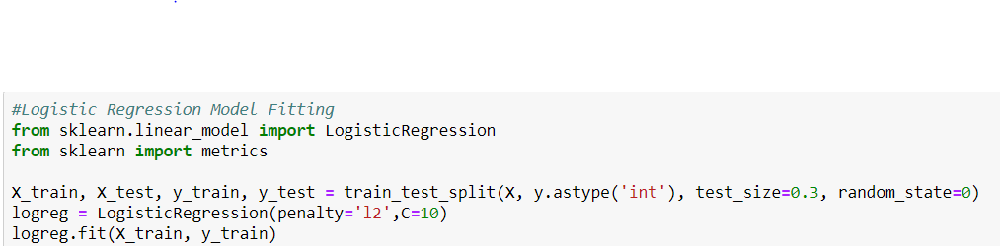 #Logistic Regression Model Fitting
from sklearn.linear_model import LogisticRegression
from sklearn import metrics
X_train, X_test, y_train, y_test = train_test_split(X, y.astype('int'), test_size=0.3, random_state=0)
logreg = LogisticRegression(penalty='l2',C=10)
logreg.fit(X_train, y_train)